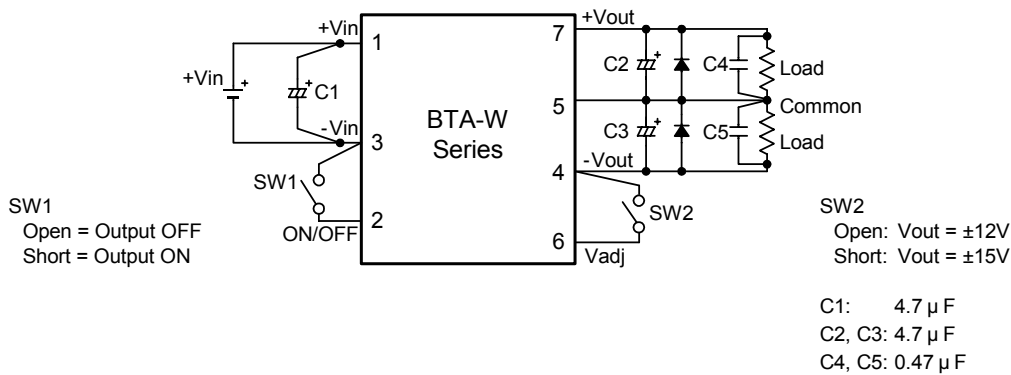 +Vin
+Vin
1
+
+
C1
-Vin
3
SW1
2
ON/OFF
BTA-W
Series
+Vout
7
+
C2
C4
Load
5
Common
+
C3
C5
Load
-Vout
4
SW2
6
Vadj
SW1
Open = Output OFF
Short = Output ON
SW2
Open: Vout = ±12V
Short: Vout = ±15V
C1: 4.7 μ F
C2, C3: 4.7 μ F
C4, C5: 0.47 μ F